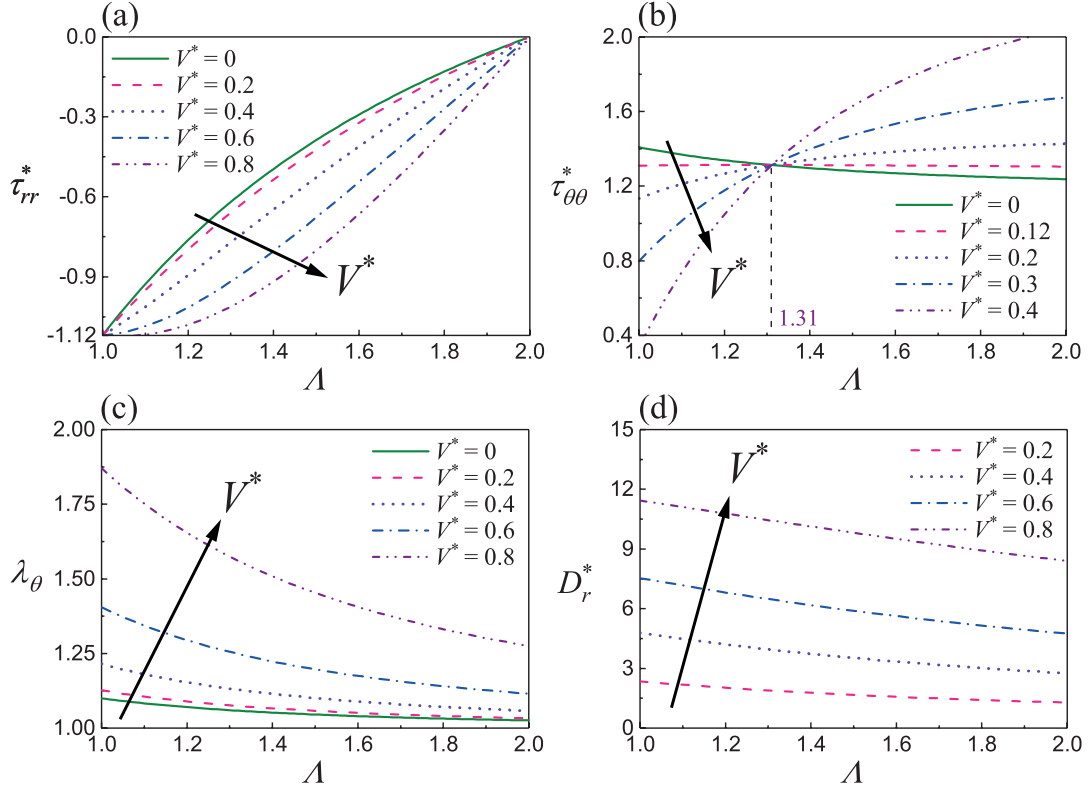 (a)
0.0
-0.3
-0.6
-0.9
-1.12
τ*rr
V* = 0
V* = 0.2
V* = 0.4
V* = 0.6
V* = 0.8
V*
1.0 1.2 1.4 1.6 1.8 2.0
Λ
(b)
2.0
1.6
1.2
0.8
0.4
τ*θθ
V* = 0
V* = 0.12
V* = 0.2
V* = 0.3
V* = 0.4
V*
1.31
1.0 1.2 1.4 1.6 1.8 2.0
Λ
(c)
2.00
1.75
1.50
1.25
1.00
λθ
V* = 0
V* = 0.2
V* = 0.4
V* = 0.6
V* = 0.8
V*
1.0 1.2 1.4 1.6 1.8 2.0
Λ
(d)
15
12
9
6
3
0
D*r
V* = 0.2
V* = 0.4
V* = 0.6
V* = 0.8
V*
1.0 1.2 1.4 1.6 1.8 2.0
Λ